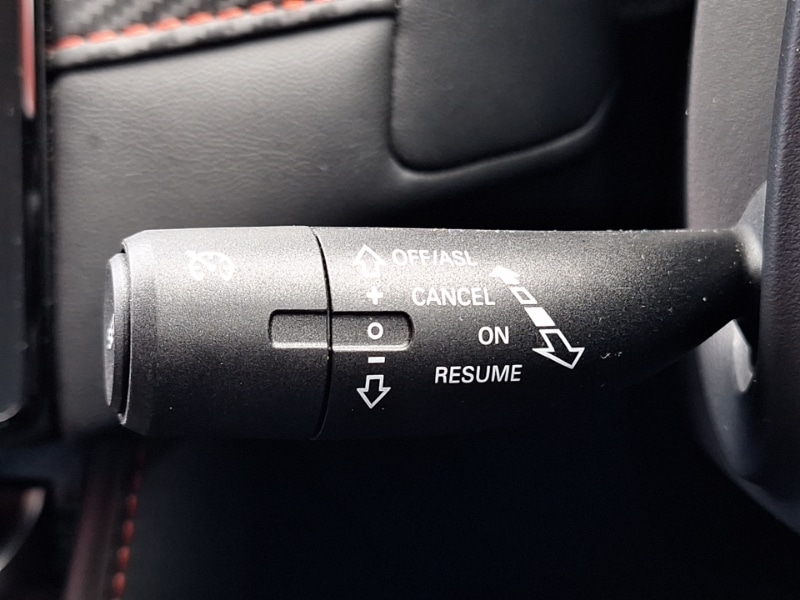 OFF/ASL
+ CANCEL
O ON
− RESUME